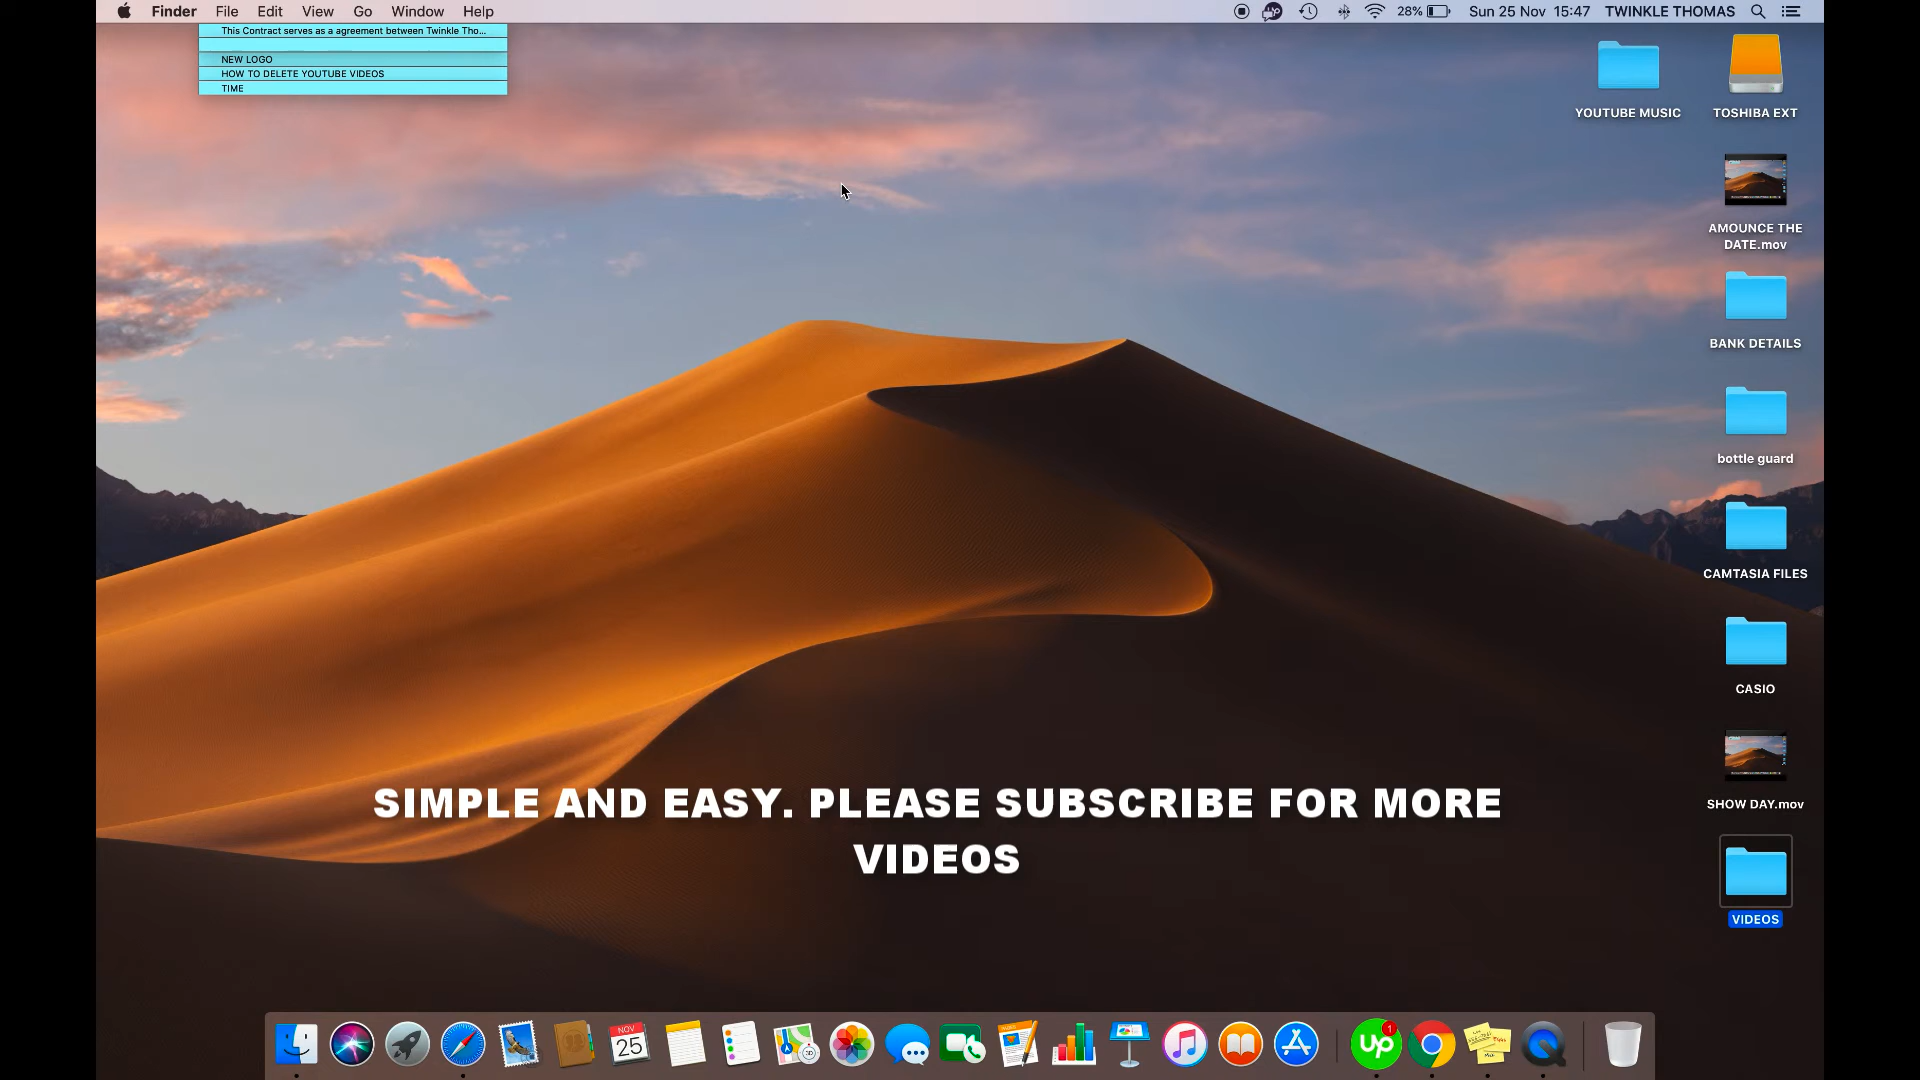 Finder File Edit View Go Window Help 28% Sun 25 Nov 15:47 TWINKLE THOMAS
This Contract serves as a agreement between Twinkle Tho...
NEW LOGO
HOW TO DELETE YOUTUBE VIDEOS
TIME
YOUTUBE MUSIC
TOSHIBA EXT
AMOUNCE THE
DATE.mov
BANK DETAILS
bottle guard
CAMTASIA FILES
CASIO
SHOW DAY.mov
VIDEOS
SIMPLE AND EASY. PLEASE SUBSCRIBE FOR MORE
VIDEOS
NOV
25
3D
up
1